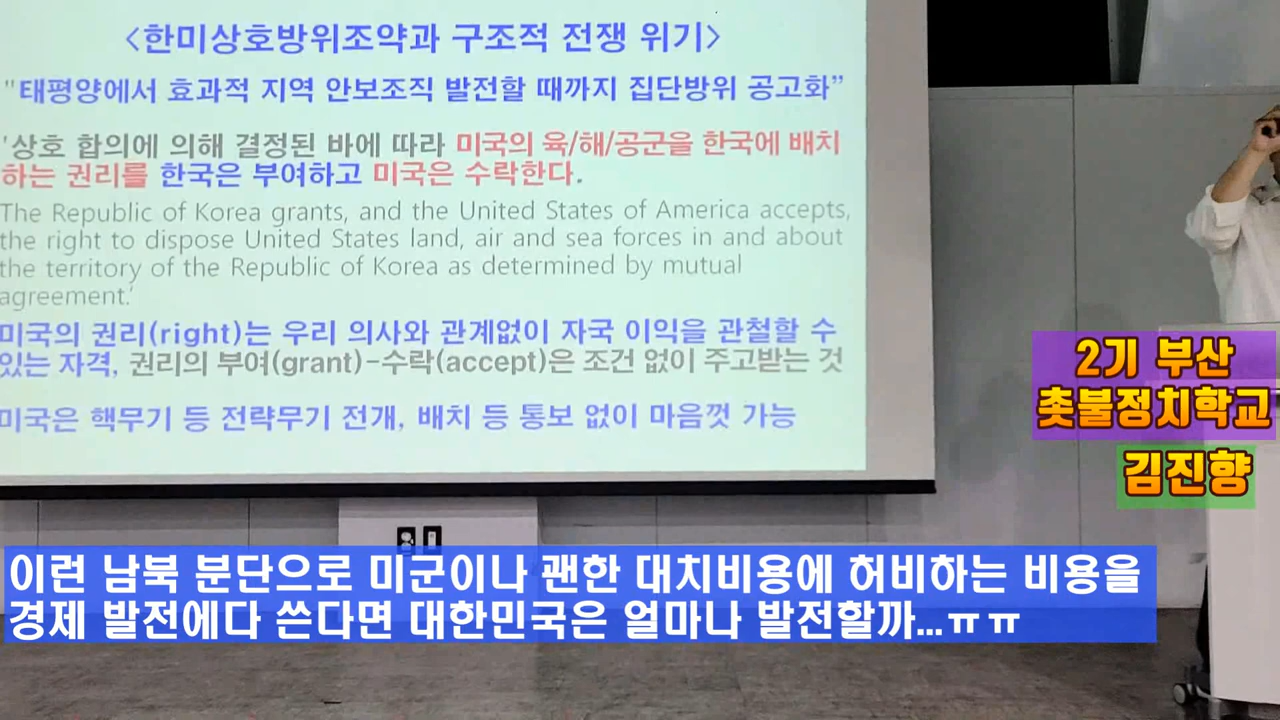 <한미상호방위조약과 구조적 전쟁 위기>
"태평양에서 효과적 지역 안보조직 발전할 때까지 집단방위 공고화”
'상호 합의에 의해 결정된 바에 따라 미국의 육/해/공군을 한국에 배치
하는 권리를 한국은 부여하고 미국은 수락한다.
The Republic of Korea grants, and the United States of America accepts,
the right to dispose United States land, air and sea forces in and about
the territory of the Republic of Korea as determined by mutual
agreement.'
미국의 권리(right)는 우리 의사와 관계없이 자국 이익을 관철할 수
있는 자격, 권리의 부여(grant)-수락(accept)은 조건 없이 주고받는 것
미국은 핵무기 등 전략무기 전개, 배치 등 통보 없이 마음껏 가능
2기 부산
촛불정치학교
김진향
이런 남북 분단으로 미군이나 괜한 대치비용에 허비하는 비용을
경제 발전에다 쓴다면 대한민국은 얼마나 발전할까...ㅠㅠ